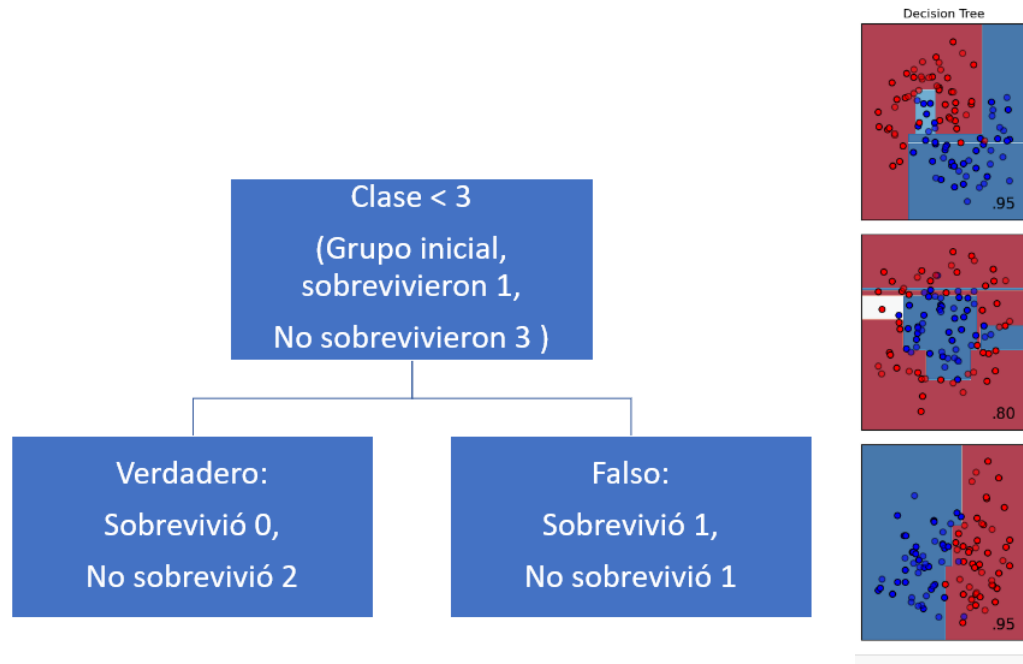 Decision Tree
Clase < 3
(Grupo inicial,
sobrevivieron 1,
No sobrevivieron 3 )
Verdadero:
Sobrevivió 0,
No sobrevivió 2
Falso:
Sobrevivió 1,
No sobrevivió 1
.95
.80
.95